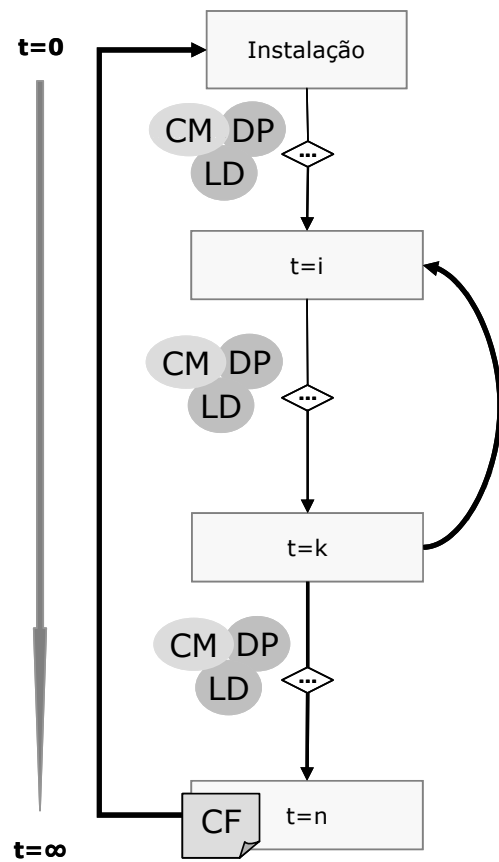 t=0
Instalação
CM DP
...
LD
t=i
CM DP
...
LD
t=k
CM DP
...
LD
CF
t=n
t=∞